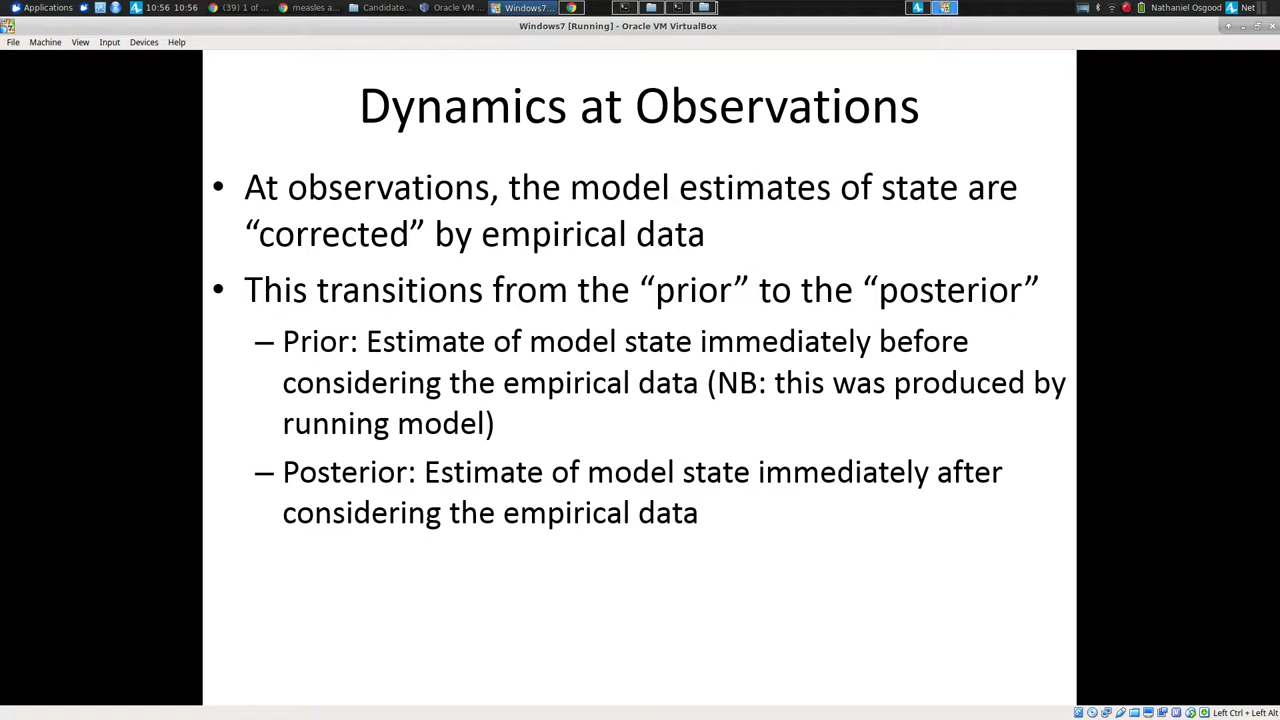 Applications
10:56 10:56
(39) 1 of ...
measles a...
Candidate...
Oracle VM ...
Windows7...
Nathaniel Osgood
Net
Windows7 [Running] - Oracle VM VirtualBox
File Machine View Input Devices Help
Dynamics at Observations
• At observations, the model estimates of state are
“corrected” by empirical data
• This transitions from the “prior” to the “posterior”
– Prior: Estimate of model state immediately before
considering the empirical data (NB: this was produced by
running model)
– Posterior: Estimate of model state immediately after
considering the empirical data
Left Ctrl + Left Alt